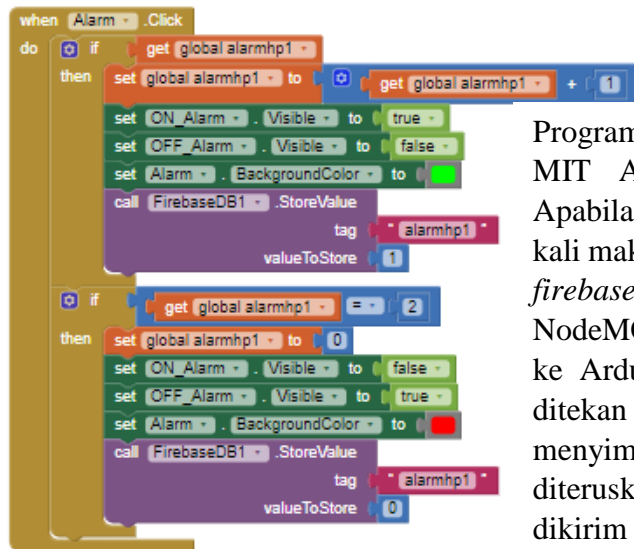 when Alarm .Click
do if get global alarmhp1
then set global alarmhp1 to get global alarmhp1 + 1
set ON_Alarm . Visible to true
set OFF_Alarm . Visible to false
set Alarm . BackgroundColor to
call FirebaseDB1 .StoreValue
tag " alarmhp1 "
valueToStore 1
if get global alarmhp1 = 2
then set global alarmhp1 to 0
set ON_Alarm . Visible to false
set OFF_Alarm . Visible to true
set Alarm . BackgroundColor to
call FirebaseDB1 .StoreValue
tag " alarmhp1 "
valueToStore 0
Program
MIT A
Apabila
kali mak
firebase
NodeMC
ke Ardu
ditekan
menyim
diterusk
dikirim